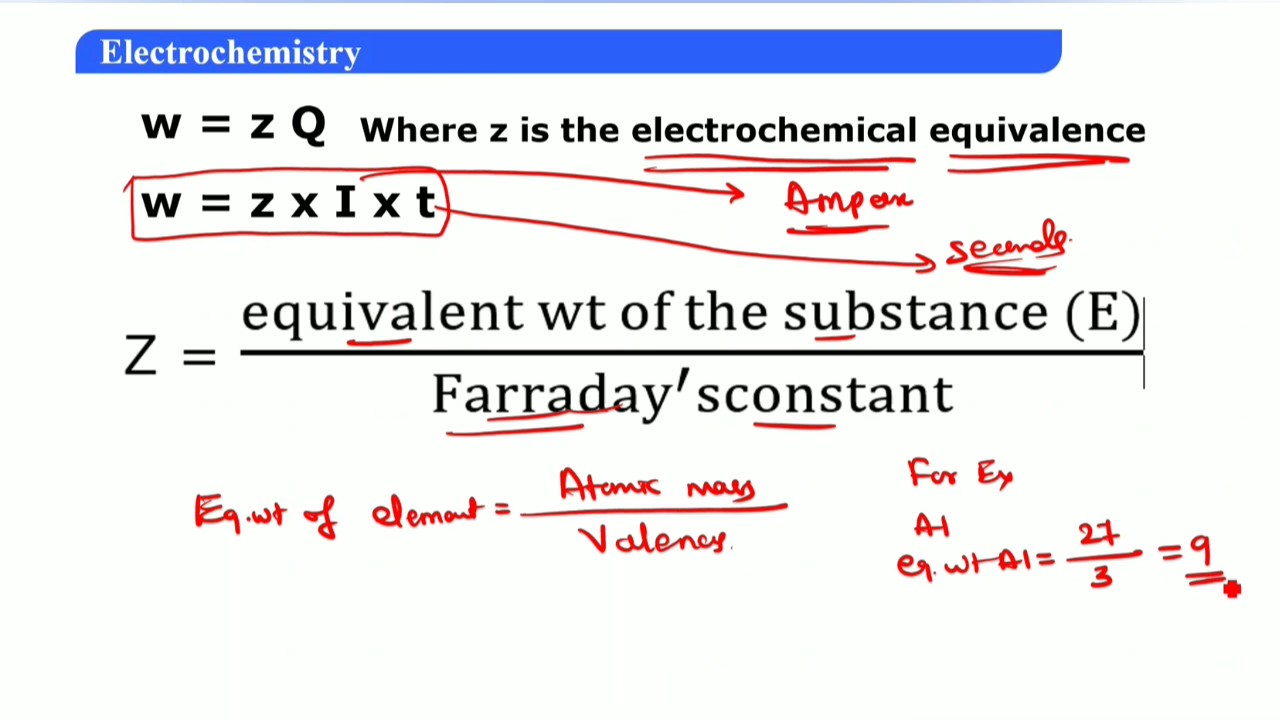 Electrochemistry
w = z Q Where z is the electrochemical equivalence
w = z x I x t
Ampere
seconds.
equivalent wt of the substance (E)
Z =
Farraday′sconstant
Eq.wt of element = Atomic mass
Valency.
For Ex
Al
eq. wt Al = 27 / 3 = 9